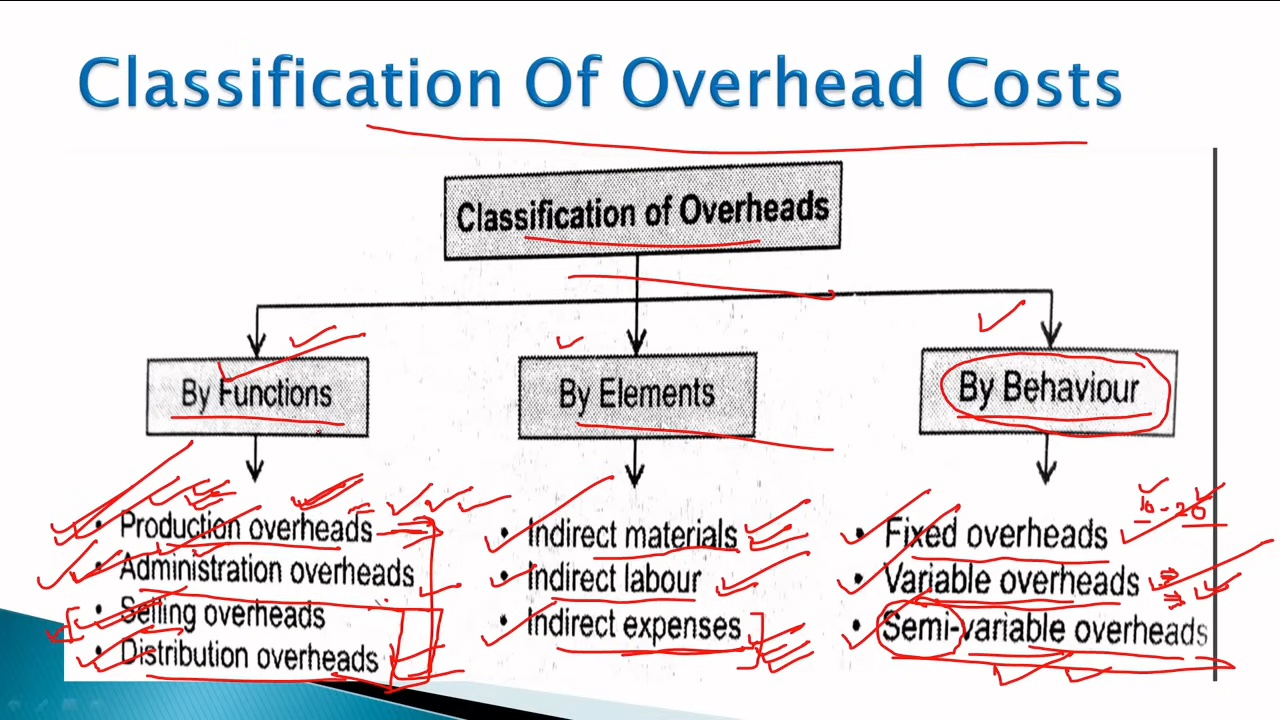 Classification Of Overhead Costs
Classification of Overheads
By Functions
By Elements
By Behaviour
• Production overheads
• Administration overheads
• Selling overheads
• Distribution overheads
• Indirect materials
• Indirect labour
• Indirect expenses
• Fixed overheads
• Variable overheads
• Semi-variable overheads